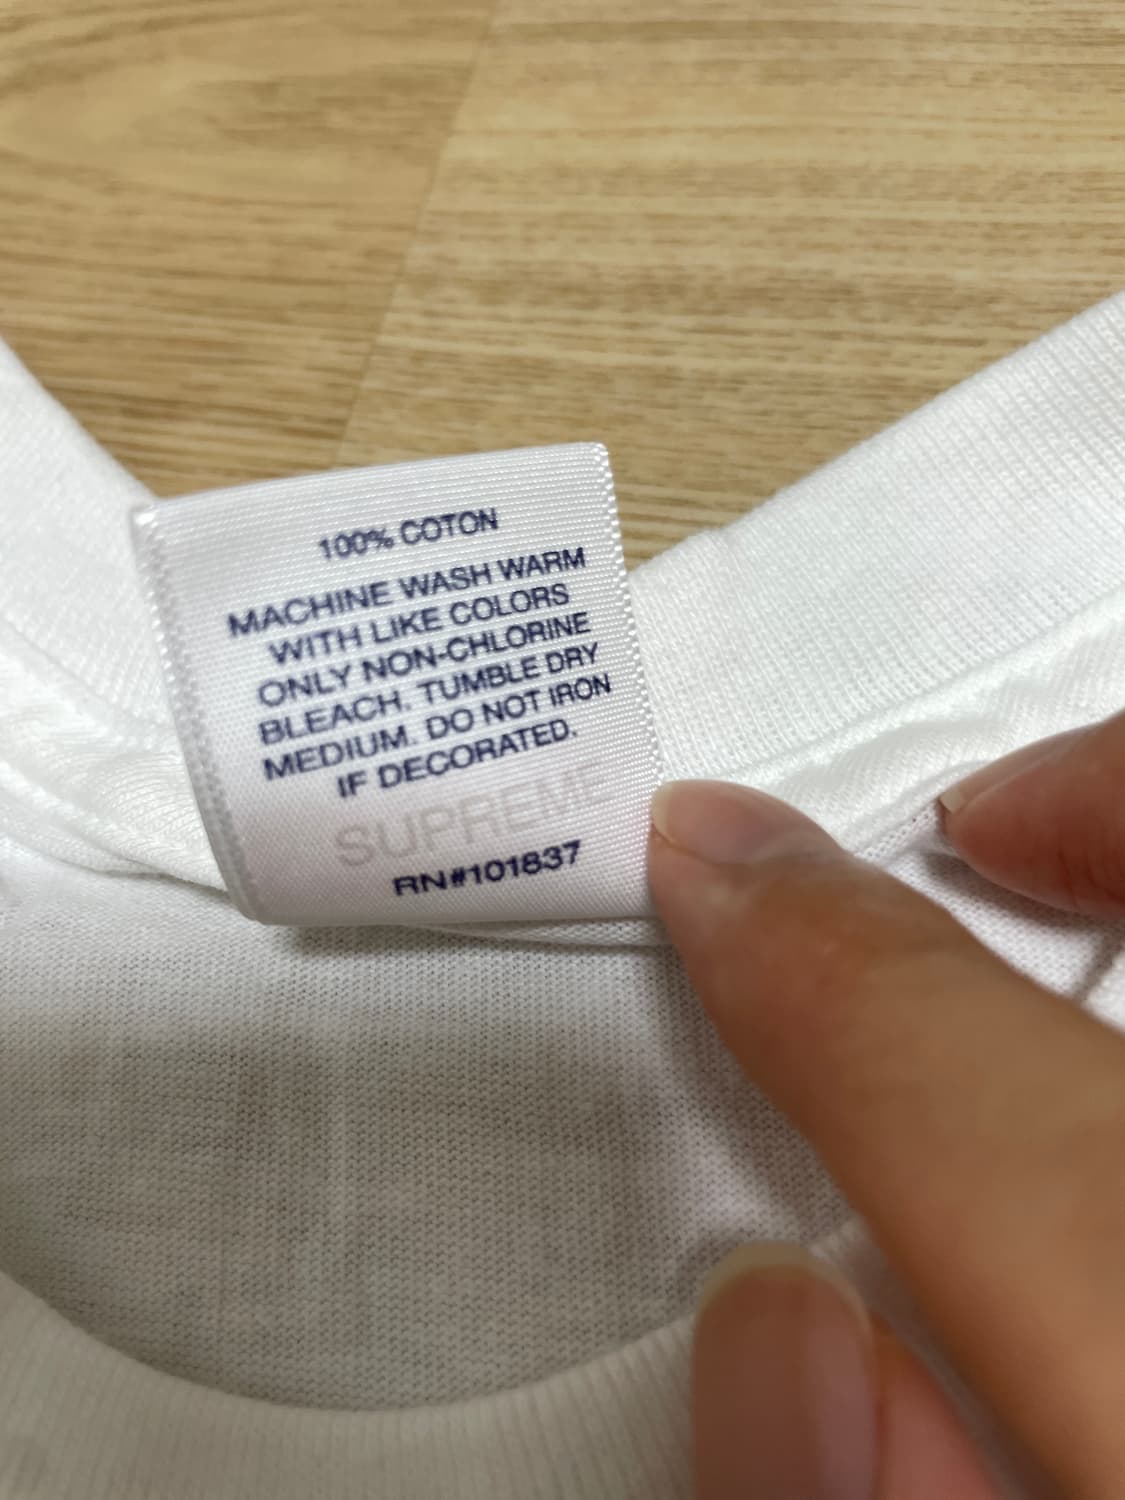 100% COTON
MACHINE WASH WARM
WITH LIKE COLORS
ONLY NON-CHLORINE
BLEACH. TUMBLE DRY
MEDIUM. DO NOT IRON
IF DECORATED.
SUPREME
RN#101837